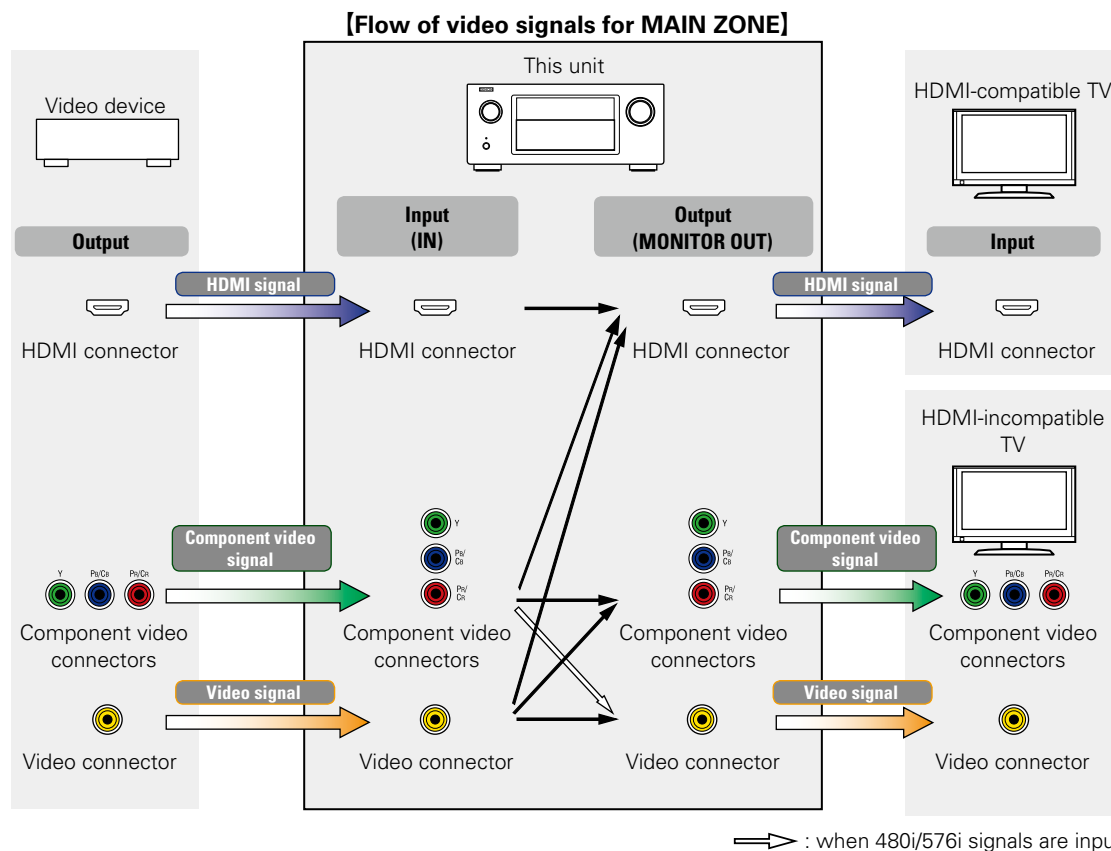 【Flow of video signals for MAIN ZONE】
This unit
Video device
HDMI-compatible TV
Output
Input
(IN)
Output
(MONITOR OUT)
Input
HDMI signal
HDMI signal
HDMI connector
HDMI connector
HDMI connector
HDMI connector
HDMI-incompatible
TV
Component video
signal
Component video
signal
Y
PB/
CB
PR/
CR
Y
PB/
CB
PR/
CR
Y PB/CB PR/CR
Y PB/CB PR/CR
Component video
connectors
Component video
connectors
Component video
connectors
Component video
connectors
Video signal
Video signal
Video connector
Video connector
Video connector
Video connector
: when 480i/576i signals are inpu